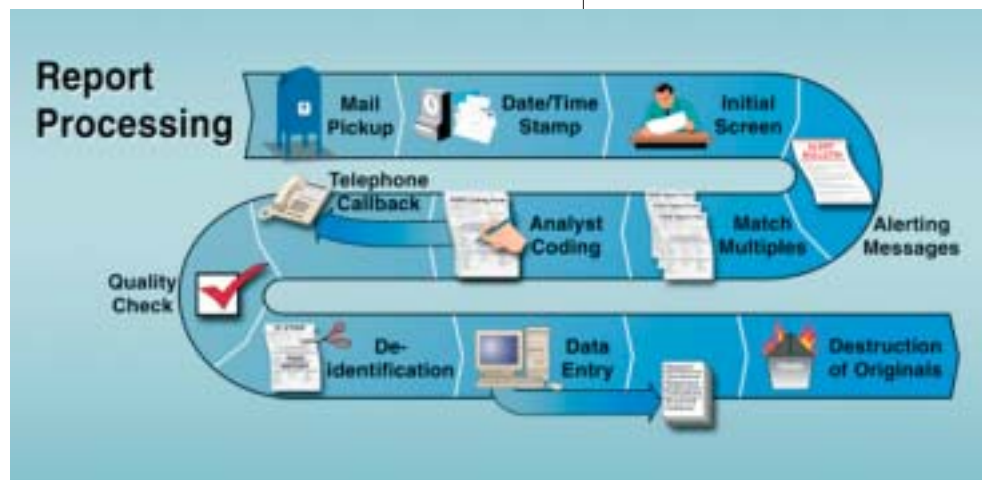 Report
Processing
Mail
Pickup
Date/Time
Stamp
Initial
Screen
Alerting
Messages
Match
Multiples
Analyst
Coding
Telephone
Callback
Quality
Check
De-
identification
Data
Entry
Destruction
of Originals